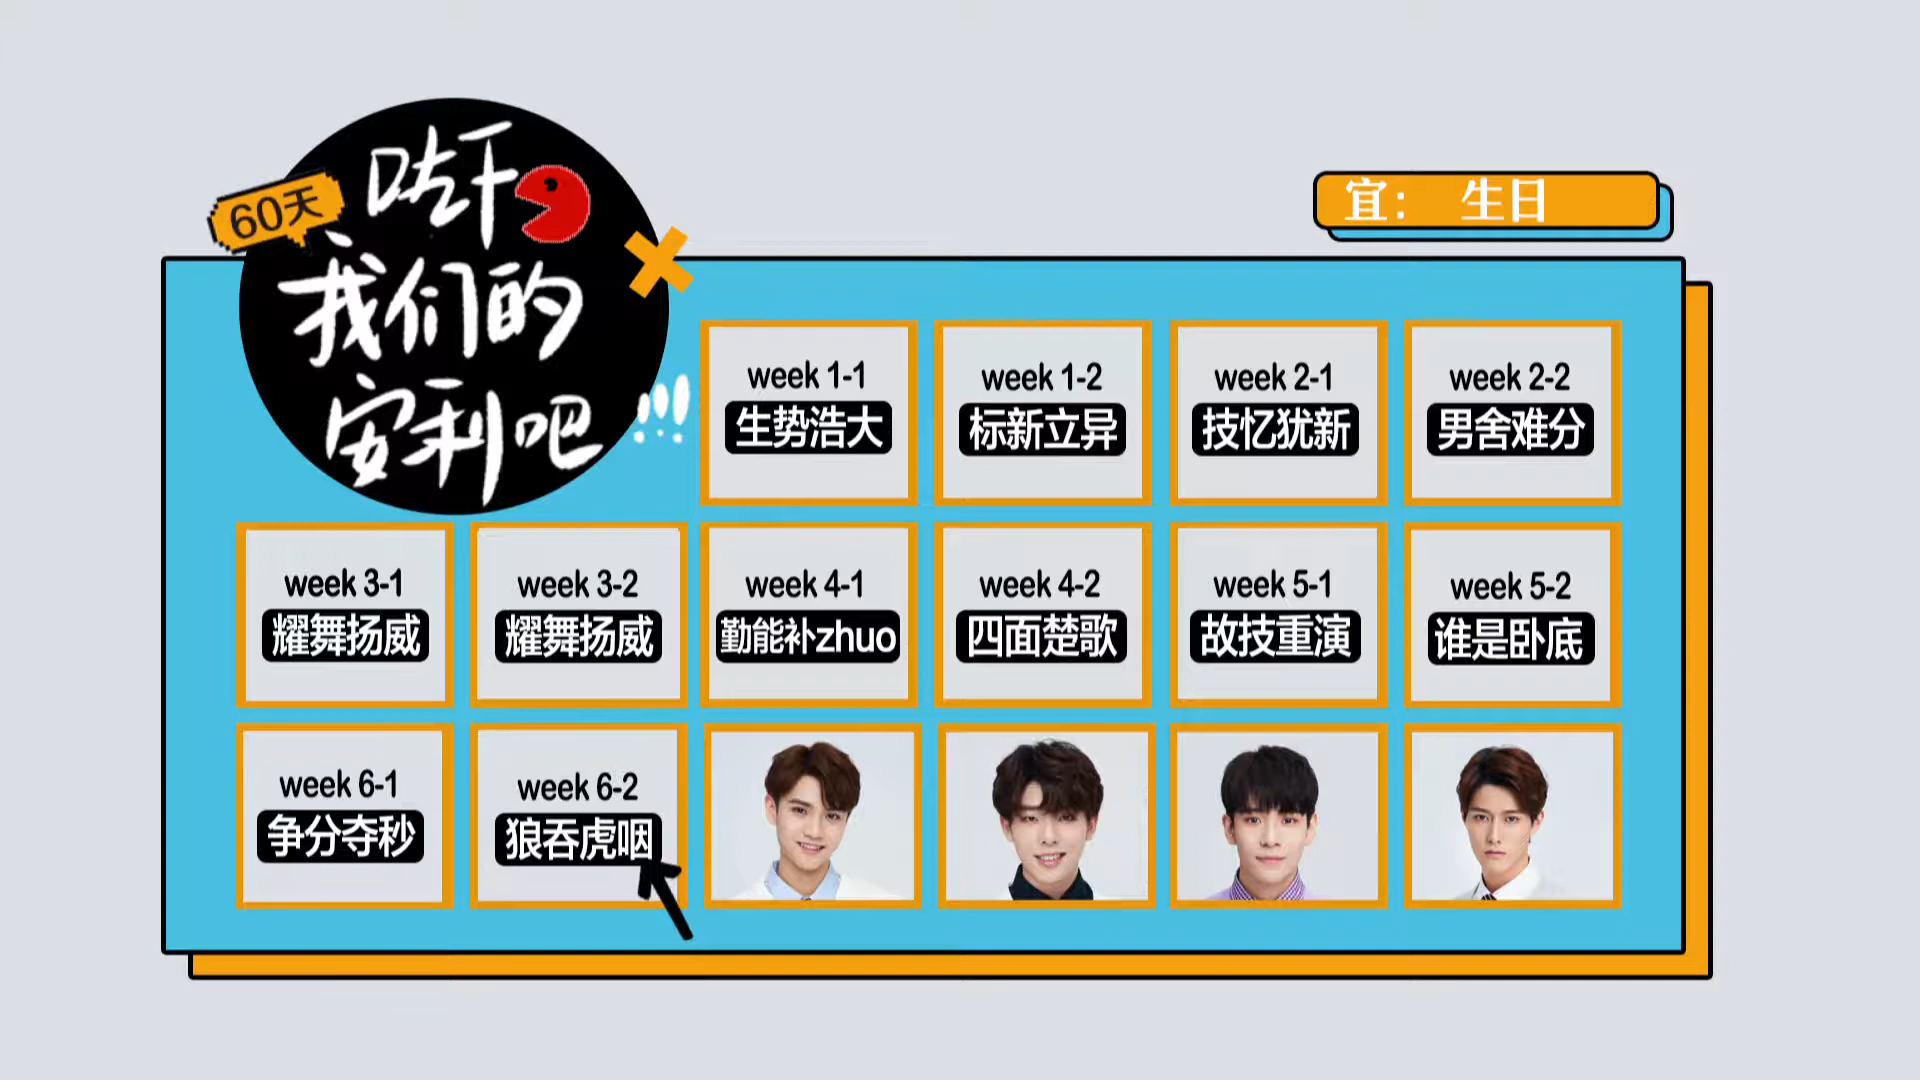 60天
咕干
我们的
安利吧!!!
宜： 生日
week 1-1
生势浩大
week 1-2
标新立异
week 2-1
技忆犹新
week 2-2
男舍难分
week 3-1
耀舞扬威
week 3-2
耀舞扬威
week 4-1
勤能补zhuo
week 4-2
四面楚歌
week 5-1
故技重演
week 5-2
谁是卧底
week 6-1
争分夺秒
week 6-2
狼吞虎咽